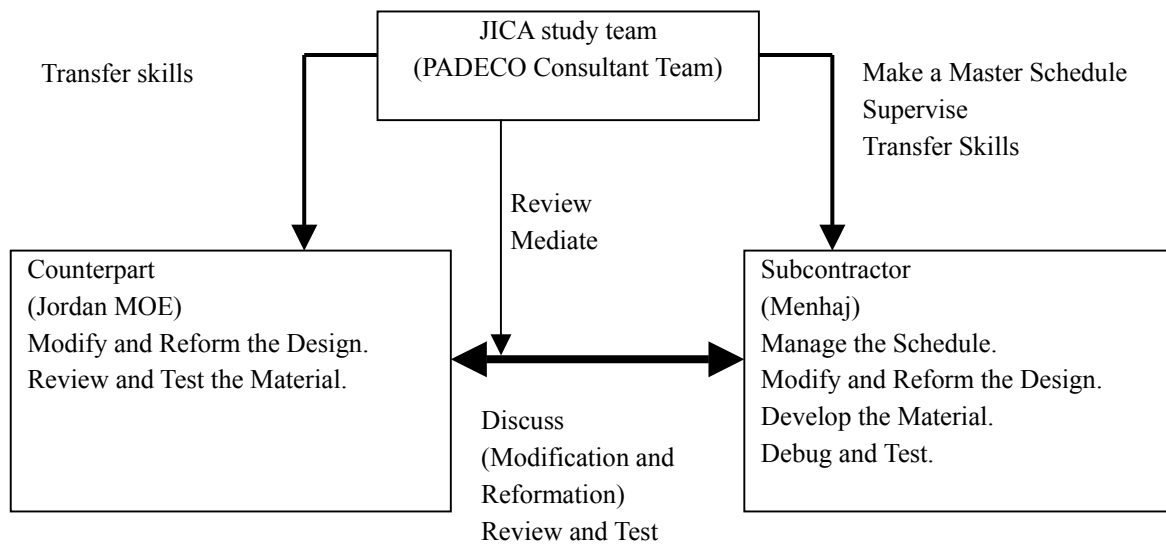 JICA study team
(PADECO Consultant Team)
Transfer skills
Make a Master Schedule
Supervise
Transfer Skills
Review
Mediate
Counterpart
(Jordan MOE)
Modify and Reform the Design.
Review and Test the Material.
Subcontractor
(Menhaj)
Manage the Schedule.
Modify and Reform the Design.
Develop the Material.
Debug and Test.
Discuss
(Modification and
Reformation)
Review and Test